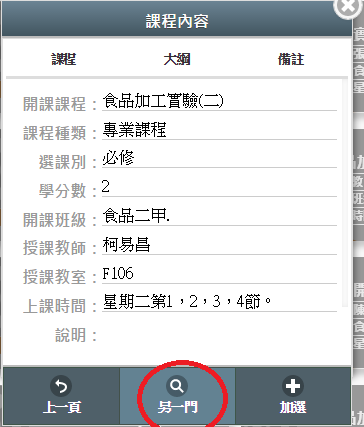 課程內容
課程 大綱 備註
開課課程：食品加工實驗(二)
課程種類：專業課程
選課別：必修
學分數：2
開課班級：食品二甲.
授課教師：柯易昌
授課教室：F106
上課時間：星期二第1，2，3，4節。
說明：
上一頁 另一門 加選